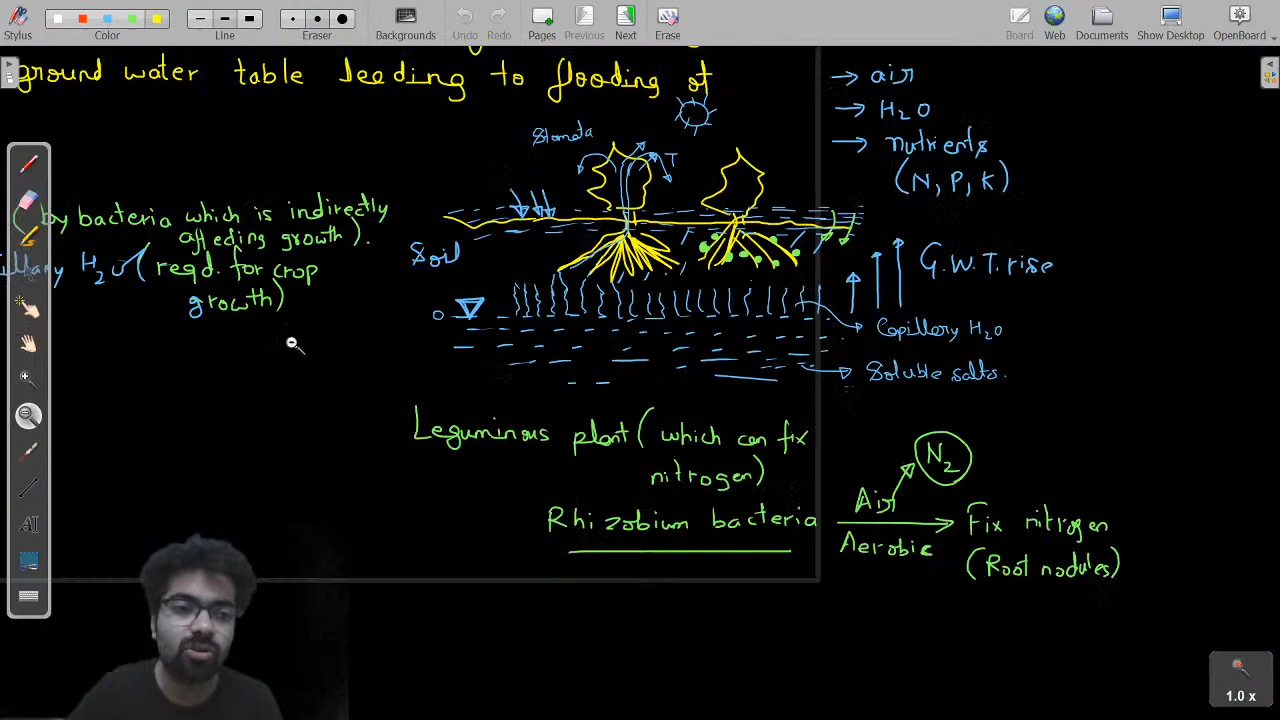 Stylus
Color
Line
Eraser
Backgrounds
Undo
Redo
Pages
Previous
Next
Erase
Board
Web
Documents
Desktop
OpenBoard
ground water table leading to flooding of
→ air
→ H2O
→ nutrients
(N, P, K)
Stomata
T
(by bacteria which is indirectly
affecting growth).
H2O (reqd. for crop
growth)
Soil
G.W.T. rise
Capillary H2O
Soluble salts.
Leguminous plant (which can fix
nitrogen)
N2
Rhizobium bacteria
Air
Aerobic
Fix nitrogen
(Root nodules)
AI
1.0 x